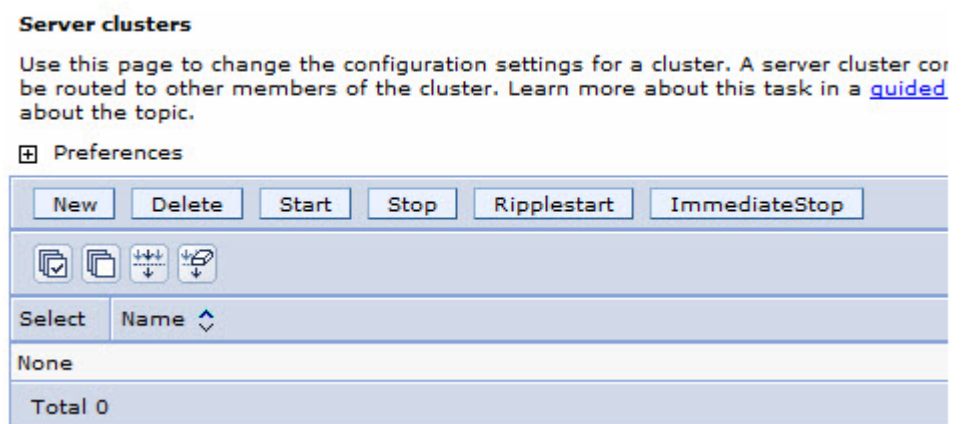 Server clusters
Use this page to change the configuration settings for a cluster. A server cluster
be routed to other members of the cluster. Learn more about this task in a guided
about the topic.
Preferences
New Delete Start Stop Ripplestart ImmediateStop
Select Name
None
Total 0